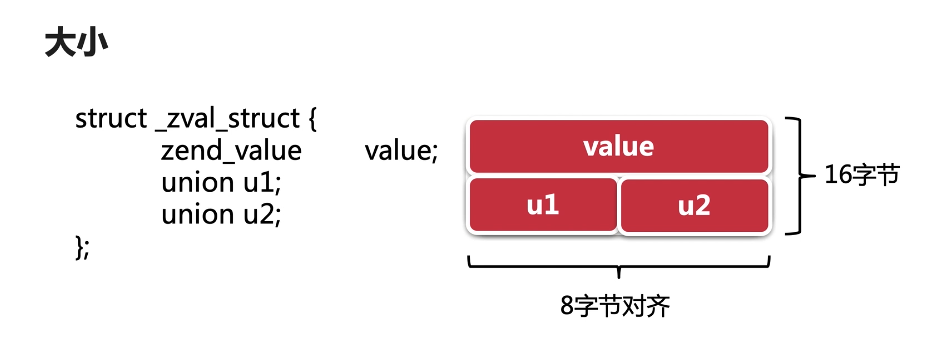 大小
struct _zval_struct {
zend_value value;
union u1;
union u2;
};
value
u1 u2
16字节
8字节对齐